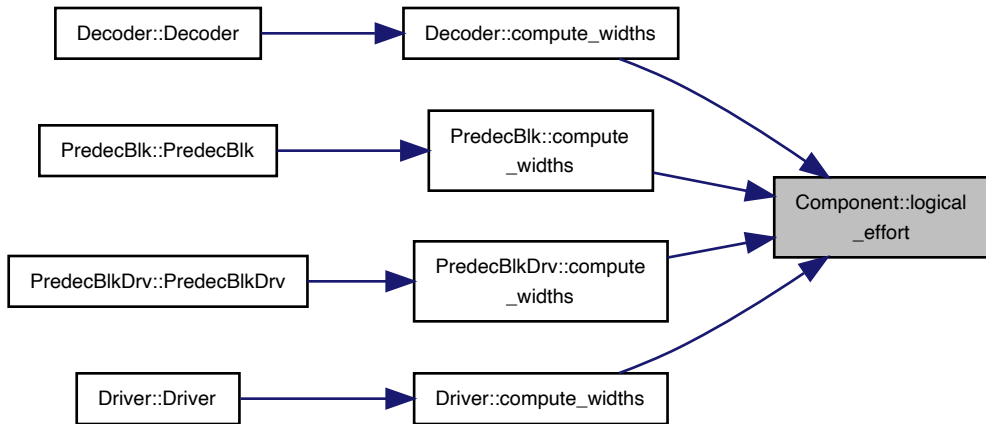 Decoder::Decoder
Decoder::compute_widths
PredecBlk::PredecBlk
PredecBlk::compute
_widths
Component::logical
_effort
PredecBlkDrv::PredecBlkDrv
PredecBlkDrv::compute
_widths
Driver::Driver
Driver::compute_widths